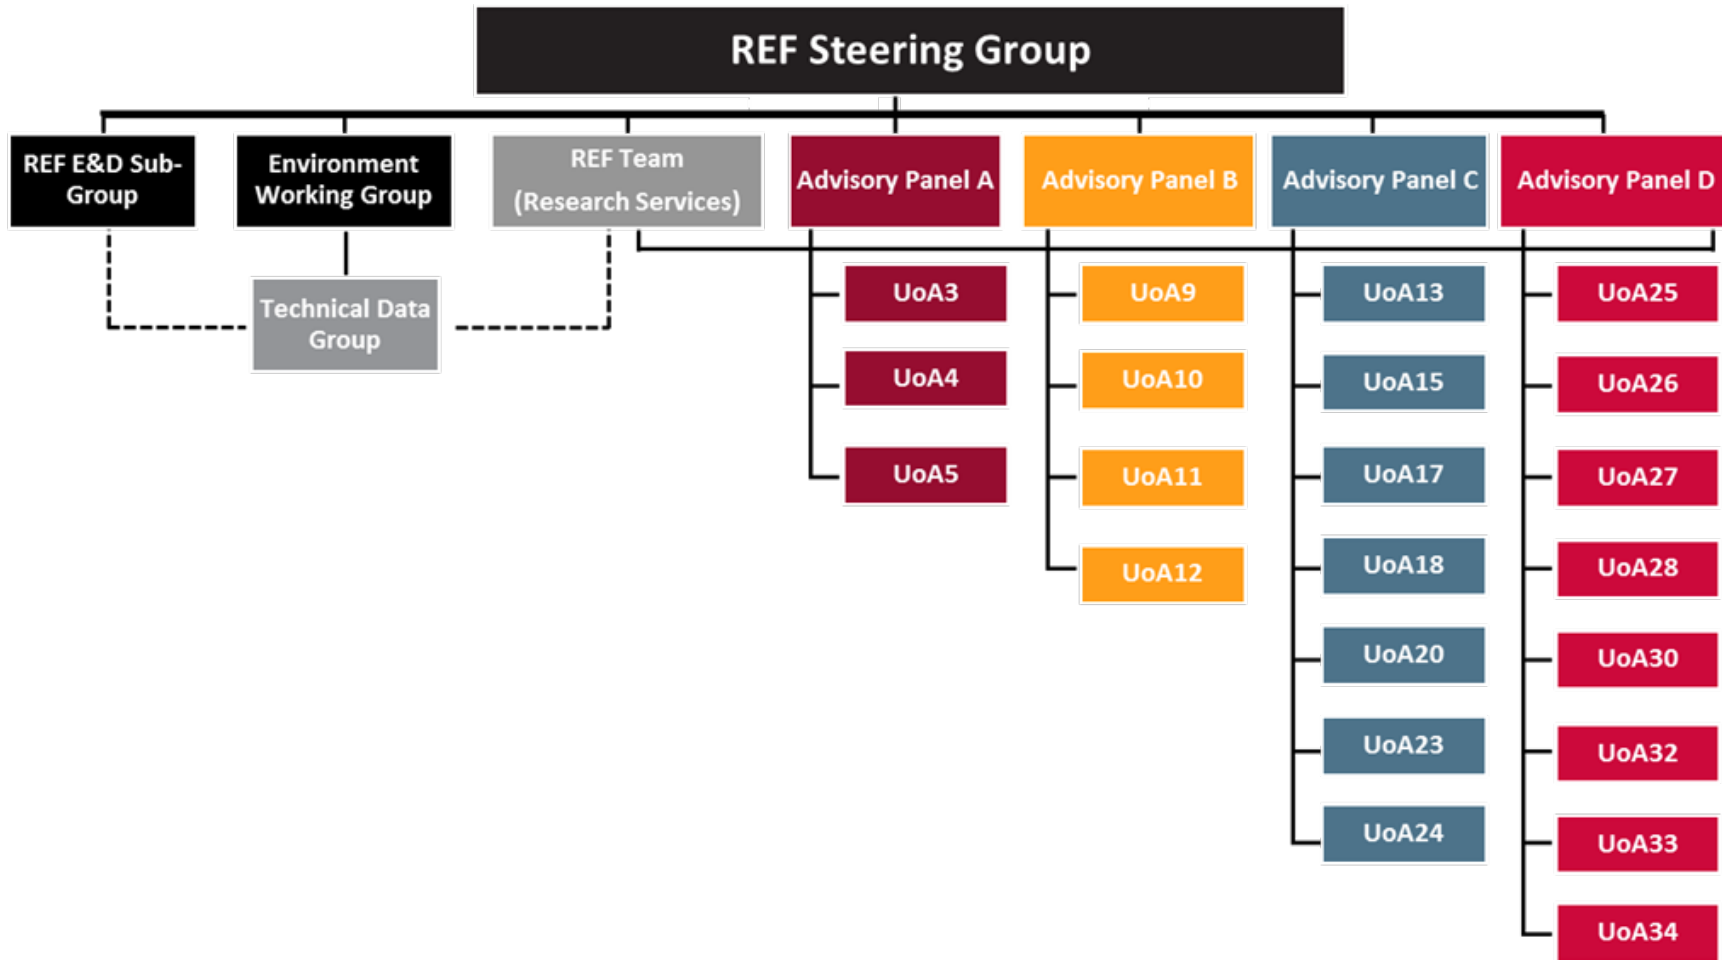 REF Steering Group
REF E&D Sub-
Group
Environment
Working Group
REF Team
(Research Services)
Advisory Panel A
Advisory Panel B
Advisory Panel C
Advisory Panel D
Technical Data
Group
UoA3
UoA4
UoA5
UoA9
UoA10
UoA11
UoA12
UoA13
UoA15
UoA17
UoA18
UoA20
UoA23
UoA24
UoA25
UoA26
UoA27
UoA28
UoA30
UoA32
UoA33
UoA34